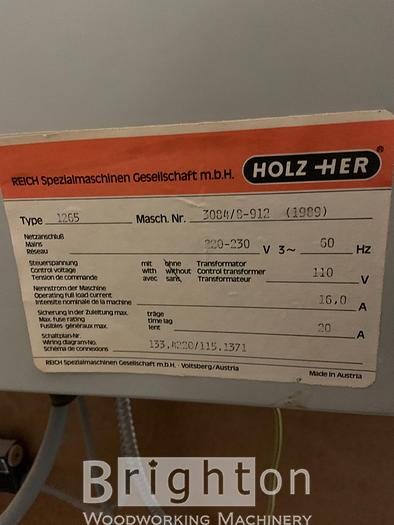 REICH Spezialmaschinen Gesellschaft m.b.H. HOLZ-HER®
Type 1265 Masch. Nr. 3084/8-912 (1989)
Netzanschluß
Mains 220-230 V 3~ 60 Hz
Réseau
Steuerspannung mit ohne Transformator
Control voltage with without Control transformer 110 V
Tension de commande avec sans Transformateur
Nennstrom der Maschine
Operating full load current 16,0 A
Intensite nominale de la machine
Sicherung in der Zuleitung max. träge
Max. fuse rating time lag 20 A
Fusibles généraux max. lent
Schaltplan-Nr.
Wiring diagram-No. 133.4220/115.1371
Schéma de connexions
REICH Spezialmaschinen Gesellschaft m.b.H. · Voitsberg/Austria Made in Austria
Brighton
WOODWORKING MACHINERY